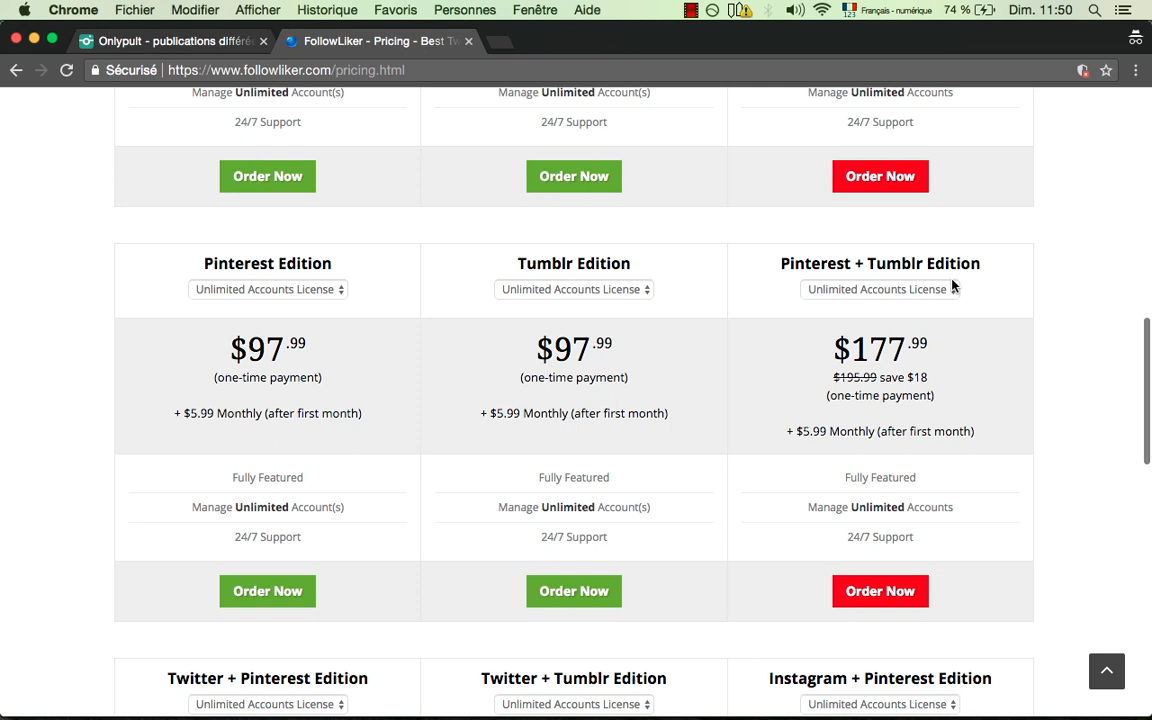 Chrome Fichier Modifier Afficher Historique Favoris Personnes Fenêtre Aide 123 Français - numérique 74 % Dim. 11:50
Onlypult - publications différé FollowLiker - Pricing - Best Tw
Sécurisé https://www.followliker.com/pricing.html
Manage Unlimited Account(s) Manage Unlimited Account(s) Manage Unlimited Accounts
24/7 Support 24/7 Support 24/7 Support
Order Now Order Now Order Now
Pinterest Edition Tumblr Edition Pinterest + Tumblr Edition
Unlimited Accounts License Unlimited Accounts License Unlimited Accounts License
$97.99 $97.99 $177.99
(one-time payment) (one-time payment) $195.99 save $18
(one-time payment)
+ $5.99 Monthly (after first month) + $5.99 Monthly (after first month)
+ $5.99 Monthly (after first month)
Fully Featured Fully Featured Fully Featured
Manage Unlimited Account(s) Manage Unlimited Account(s) Manage Unlimited Accounts
24/7 Support 24/7 Support 24/7 Support
Order Now Order Now Order Now
Twitter + Pinterest Edition Twitter + Tumblr Edition Instagram + Pinterest Edition
Unlimited Accounts License Unlimited Accounts License Unlimited Accounts License